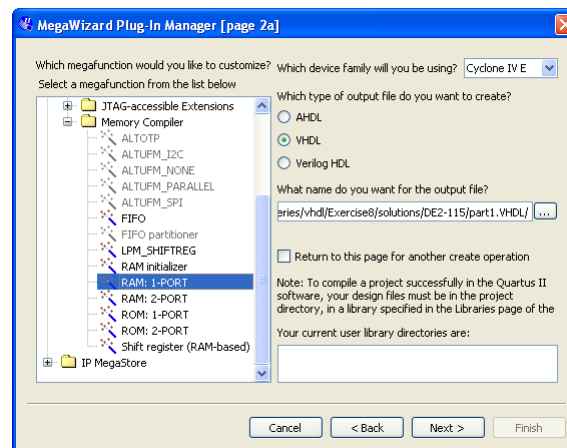 MegaWizard Plug-In Manager [page 2a]
Which megafunction would you like to customize?
Select a megafunction from the list below
JTAG-accessible Extensions
Memory Compiler
ALTOTP
ALTUFM_I2C
ALTUFM_NONE
ALTUFM_PARALLEL
ALTUFM_SPI
FIFO
FIFO partitioner
LPM_SHIFTREG
RAM initializer
RAM: 1-PORT
RAM: 2-PORT
ROM: 1-PORT
ROM: 2-PORT
Shift register (RAM-based)
IP MegaStore
Which device family will you be using? Cyclone IV E
Which type of output file do you want to create?
AHDL
VHDL
Verilog HDL
What name do you want for the output file?
eries/vhdl/Exercise8/solutions/DE2-115/part1.VHDL/ ...
Return to this page for another create operation
Note: To compile a project successfully in the Quartus II
software, your design files must be in the project
directory, in a library specified in the Libraries page of the
Your current user library directories are:
Cancel < Back Next > Finish